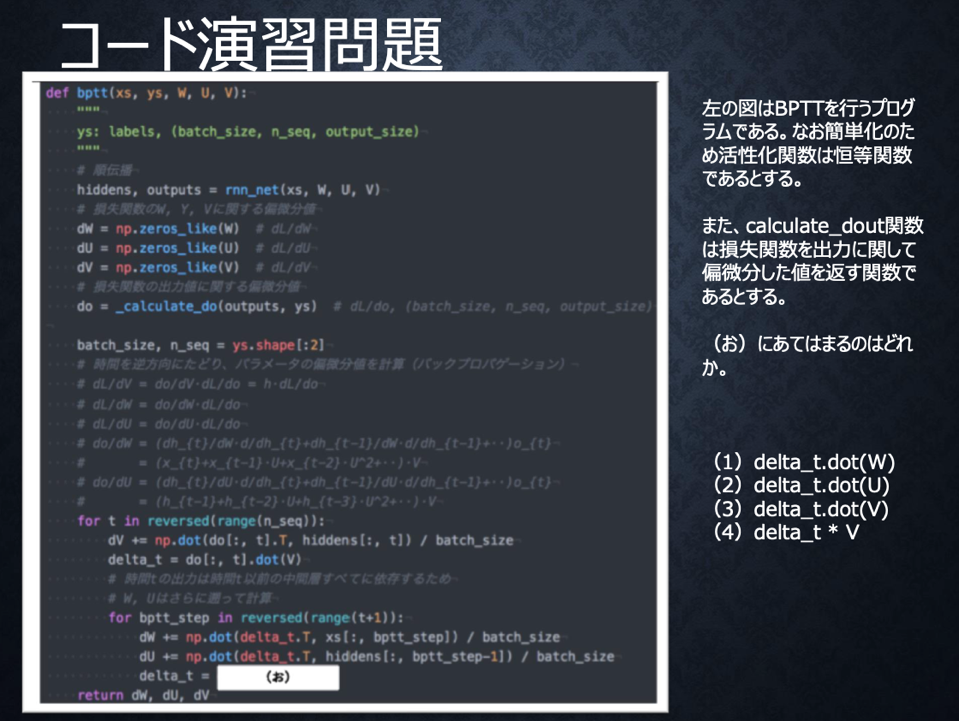 コード演習問題
def bptt(xs, ys, W, U, V):
"""
ys: labels, (batch_size, n_seq, output_size)
"""
# 順伝播
hiddens, outputs = rnn_net(xs, W, U, V)
# 損失関数のW, Y, Vに関する偏微分値
dW = np.zeros_like(W)  # dL/dW
dU = np.zeros_like(U)  # dL/dU
dV = np.zeros_like(V)  # dL/dV
# 損失関数の出力値に関する偏微分値
do = _calculate_do(outputs, ys)  # dL/do, (batch_size, n_seq, output_size)
batch_size, n_seq = ys.shape[:2]
# 時間を逆方向にたどり、パラメータの偏微分値を計算（バックプロパゲーション）
# dL/dV = do/dV·dL/do = h·dL/do
# dL/dW = do/dW·dL/do
# dL/dU = do/dU·dL/do
# do/dW = (dh_{t}/dW·d/dh_{t}+dh_{t-1}/dW·d/dh_{t-1}+··)o_{t}
#       = (x_{t}+x_{t-1}·U+x_{t-2}·U^2+··)·V
# do/dU = (dh_{t}/dU·d/dh_{t}+dh_{t-1}/dU·d/dh_{t-1}+··)o_{t}
#       = (h_{t-1}+h_{t-2}·U+h_{t-3}·U^2+··)·V
for t in reversed(range(n_seq)):
dV += np.dot(do[:, t].T, hiddens[:, t]) / batch_size
delta_t = do[:, t].dot(V)
# 時間tの出力は時間t以前の中間層すべてに依存するため
# W, Uはさらに遡って計算
for bptt_step in reversed(range(t+1)):
dW += np.dot(delta_t.T, xs[:, bptt_step]) / batch_size
dU += np.dot(delta_t.T, hiddens[:, bptt_step-1]) / batch_size
delta_t = （お）
return dW, dU, dV
左の図はBPTTを行うプログ
ラムである。なお簡単化のた
め活性化関数は恒等関数
であるとする。
また、calculate_dout関数
は損失関数を出力に関して
偏微分した値を返す関数で
あるとする。
（お）にあてはまるのはどれ
か。
（1）delta_t.dot(W)
（2）delta_t.dot(U)
（3）delta_t.dot(V)
（4）delta_t * V